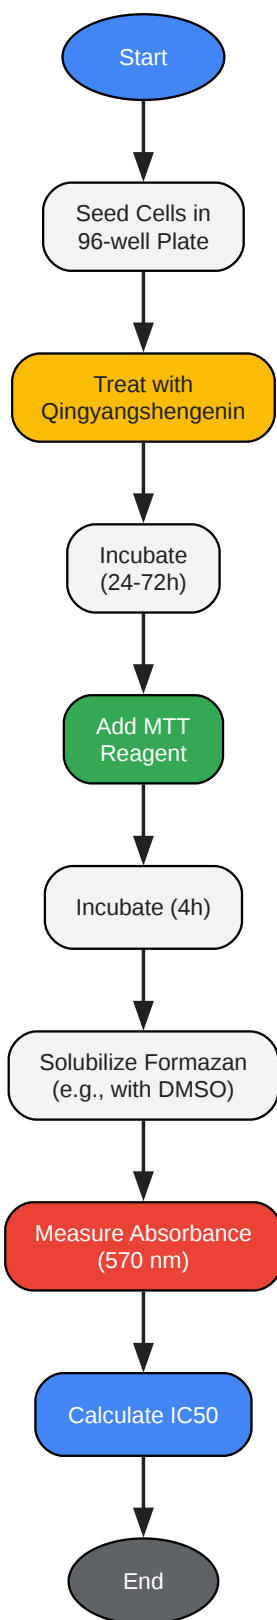 Start
Seed Cells in
96-well Plate
Treat with
Qingyangshengenin
Incubate
(24-72h)
Add MTT
Reagent
Incubate (4h)
Solubilize Formazan
(e.g., with DMSO)
Measure Absorbance
(570 nm)
Calculate IC50
End